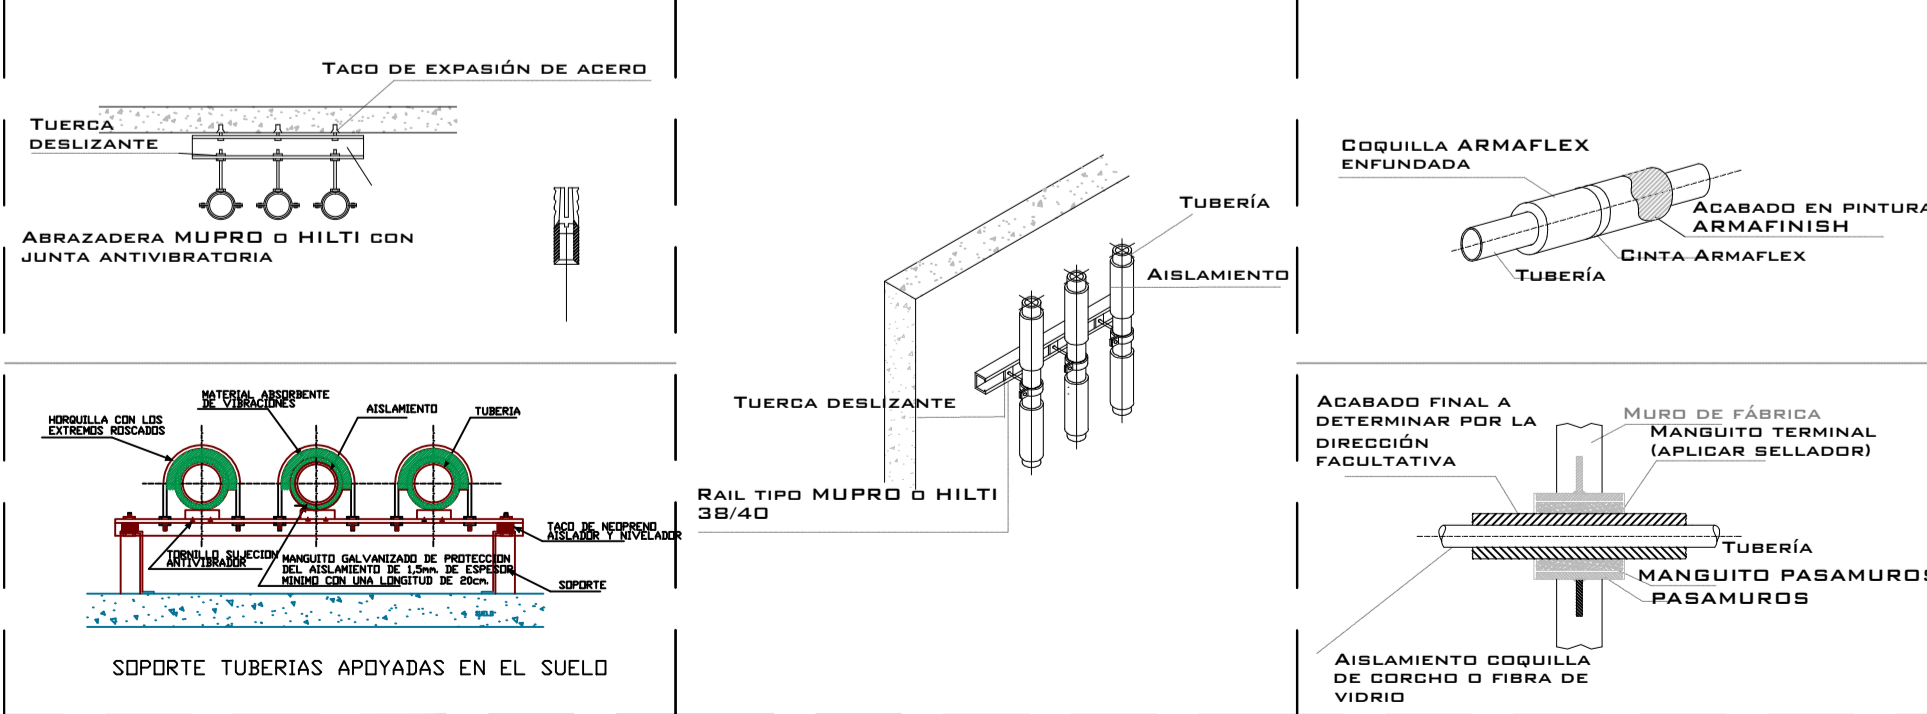 TACO DE EXPASIÓN DE ACERO
TUERCA
DESLIZANTE
ABRAZADERA MUPRO O HILTI CON
JUNTA ANTIVIBRATORIA
MATERIAL ABSORBENTE
DE VIBRACIONES
AISLAMIENTO
TUBERIA
HORQUILLA CON LOS
EXTREMOS ROSCADOS
TACO DE NEOPRENO
AISLADOR Y NIVELADOR
TORNILLO SUJECION
ANTIVIBRADOR
MANGUITO GALVANIZADO DE PROTECCION
DEL AISLAMIENTO DE 1,5mm. DE ESPESOR
MINIMO CON UNA LONGITUD DE 20cm.
SOPORTE
SUELO
SOPORTE TUBERIAS APOYADAS EN EL SUELO
TUBERÍA
AISLAMIENTO
TUERCA DESLIZANTE
RAIL TIPO MUPRO O HILTI
38/40
COQUILLA ARMAFLEX
ENFUNDADA
ACABADO EN PINTURA
ARMAFINISH
CINTA ARMAFLEX
TUBERÍA
ACABADO FINAL A
DETERMINAR POR LA
DIRECCIÓN
FACULTATIVA
MURO DE FÁBRICA
MANGUITO TERMINAL
(APLICAR SELLADOR)
TUBERÍA
MANGUITO PASAMUROS
PASAMUROS
AISLAMIENTO COQUILLA
DE CORCHO O FIBRA DE
VIDRIO